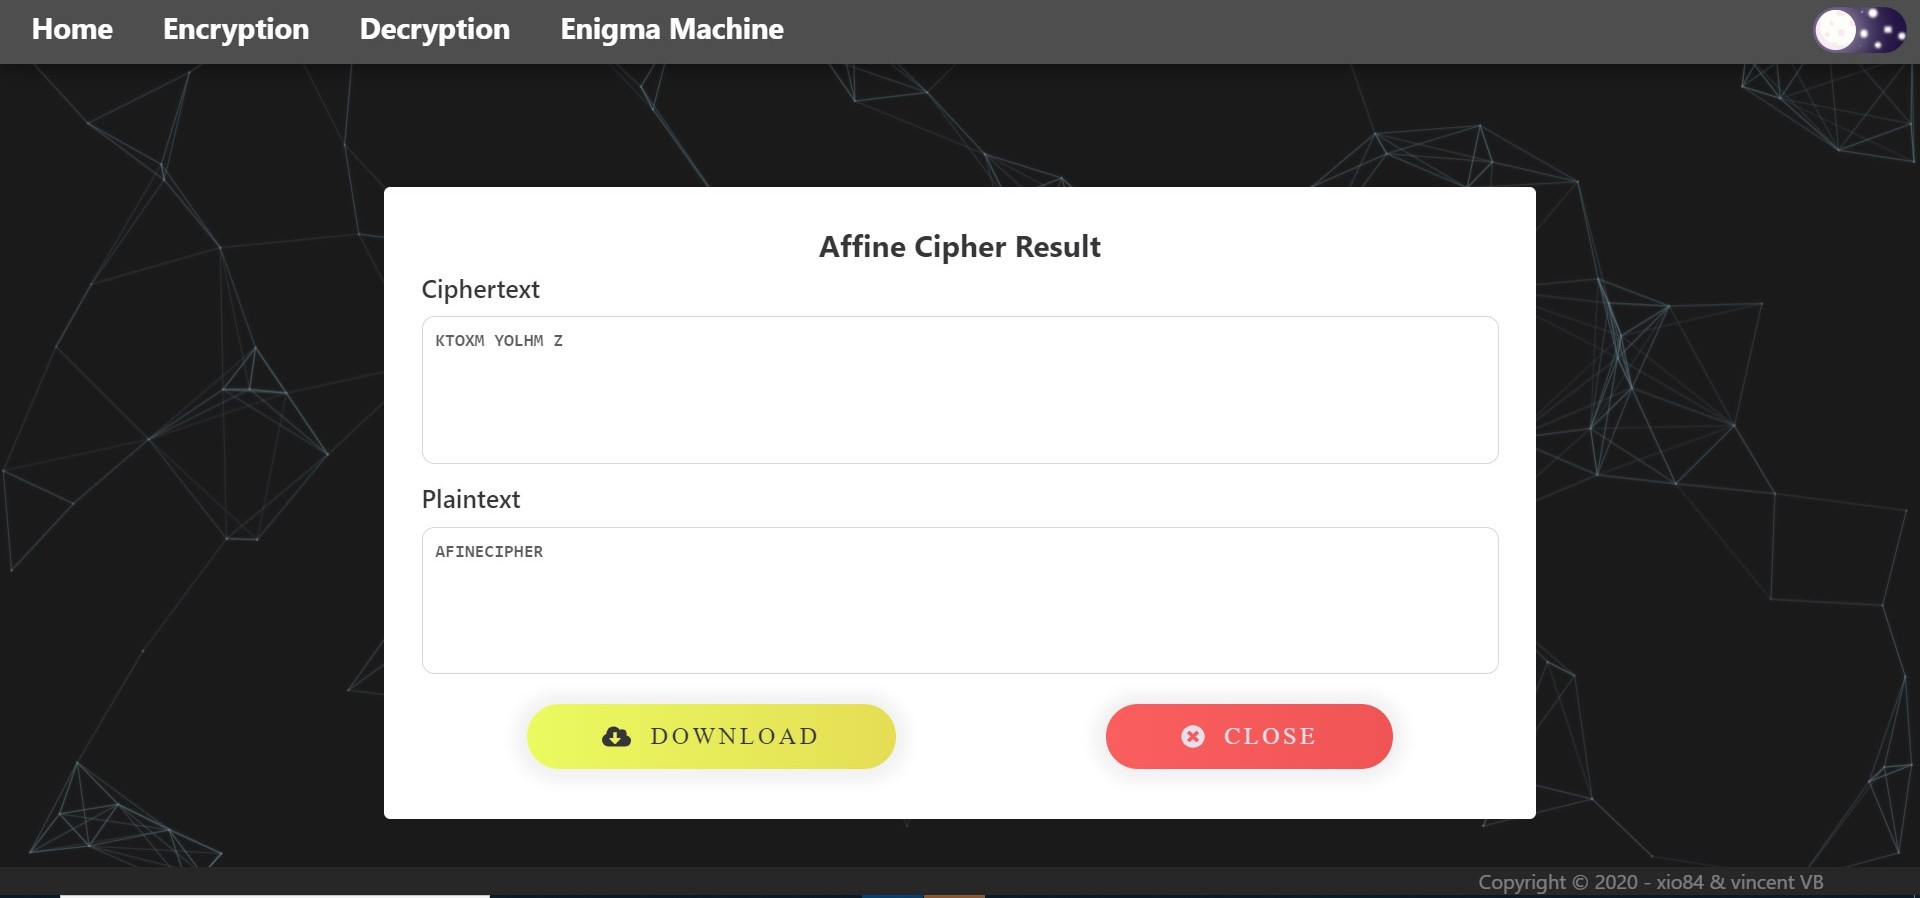 Home Encryption Decryption Enigma Machine
Affine Cipher Result
Ciphertext
KTOXM YOLHM Z
Plaintext
AFINECIPHER
DOWNLOAD CLOSE
Copyright © 2020 - xio84 & vincent VB